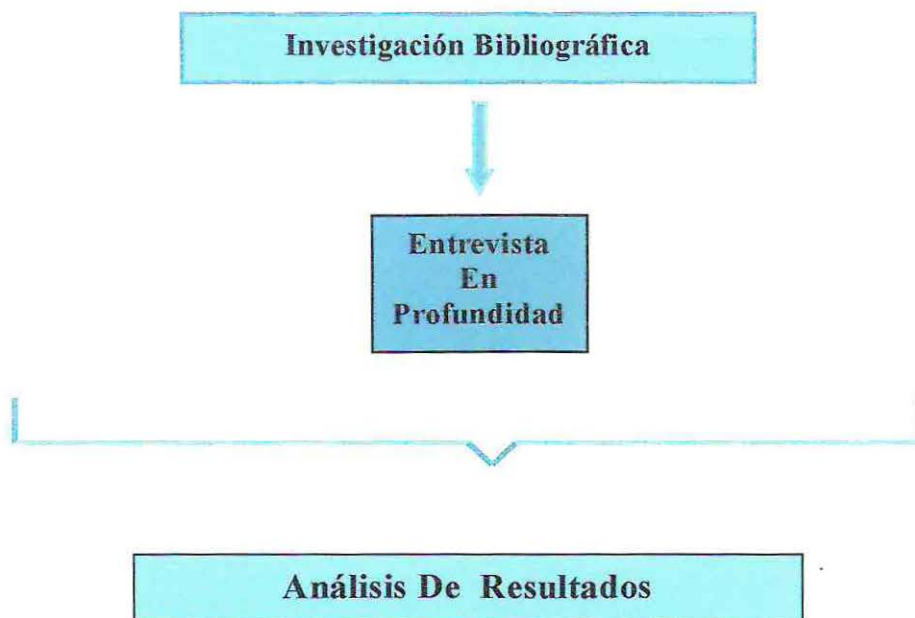 Investigación Bibliográfica
Entrevista
En
Profundidad
Análisis De Resultados